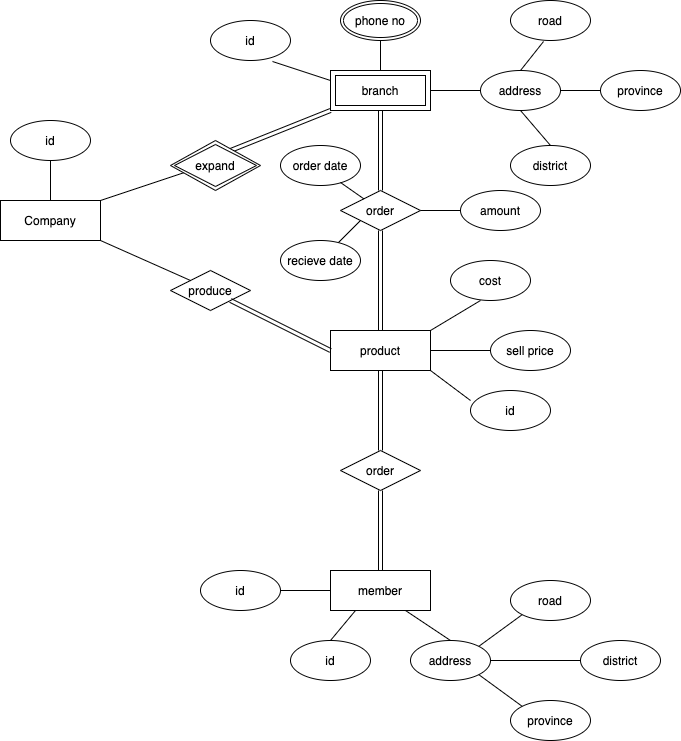 phone no
road
id
branch
address
province
id
expand
order date
district
Company
order
amount
recieve date
produce
cost
product
sell price
id
order
id
member
road
id
address
district
province